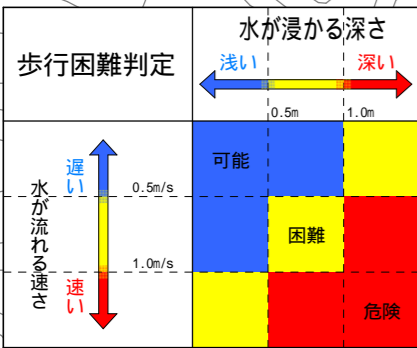 歩行困難判定
水が浸かる深さ
浅い 深い
0.5m 1.0m
水が流れる速さ
遅い
速い
0.5m/s
1.0m/s
可能
困難
危険